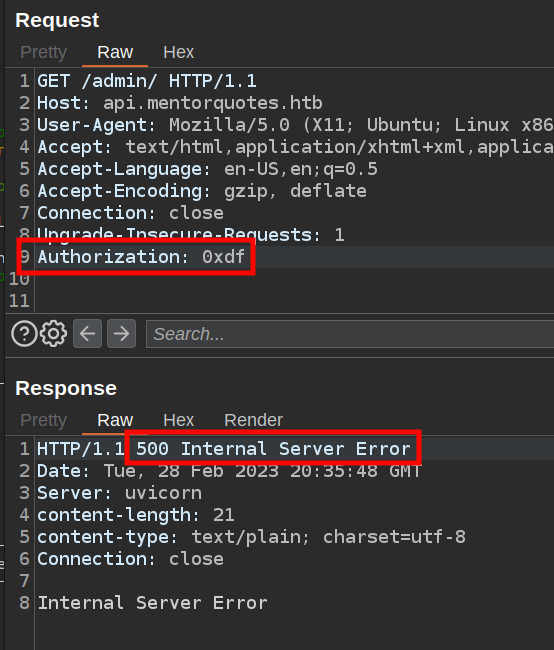 Request
Pretty Raw Hex
1 GET /admin/ HTTP/1.1
2 Host: api.mentorquotes.htb
3 User-Agent: Mozilla/5.0 (X11; Ubuntu; Linux x86
4 Accept: text/html,application/xhtml+xml,applica
5 Accept-Language: en-US,en;q=0.5
6 Accept-Encoding: gzip, deflate
7 Connection: close
8 Upgrade-Insecure-Requests: 1
9 Authorization: 0xdf
10
11
Search...
Response
Pretty Raw Hex Render
1 HTTP/1.1 500 Internal Server Error
2 Date: Tue, 28 Feb 2023 20:35:48 GMT
3 Server: uvicorn
4 content-length: 21
5 content-type: text/plain; charset=utf-8
6 Connection: close
7
8 Internal Server Error